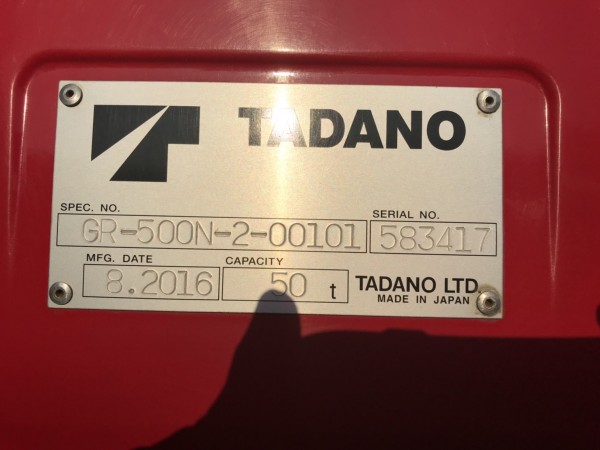 TADANO
SPEC. NO.
SERIAL NO.
GR-500N-2-00101
583417
MFG. DATE
CAPACITY
8.2016
50 t
TADANO LTD.
MADE IN JAPAN